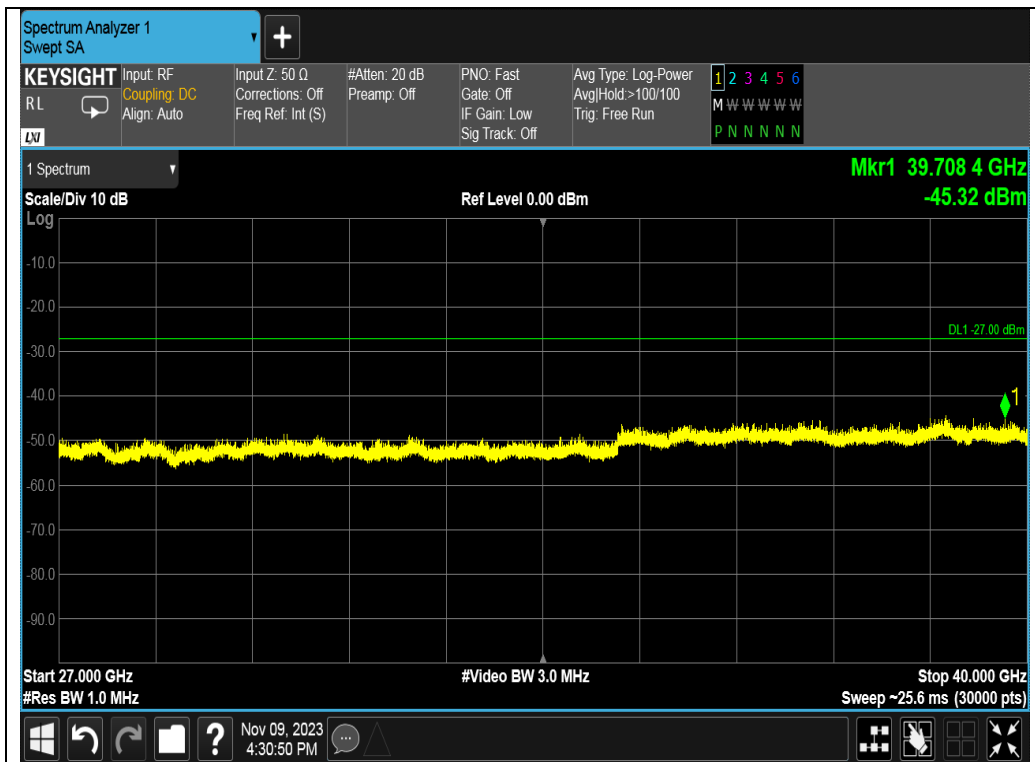 Spectrum Analyzer 1
Swept SA
KEYSIGHT
RL
LXI
Input: RF
Coupling: DC
Align: Auto
Input Z: 50 Ω
Corrections: Off
Freq Ref: Int (S)
#Atten: 20 dB
Preamp: Off
PNO: Fast
Gate: Off
IF Gain: Low
Sig Track: Off
Avg Type: Log-Power
Avg|Hold:>100/100
Trig: Free Run
1 2 3 4 5 6
M W W W W W
P N N N N N
1 Spectrum
Mkr1 39.708 4 GHz
-45.32 dBm
Scale/Div 10 dB
Ref Level 0.00 dBm
Log
-10.0
-20.0
DL1 -27.00 dBm
-30.0
-40.0
1
-50.0
-60.0
-70.0
-80.0
-90.0
Start 27.000 GHz
#Video BW 3.0 MHz
Stop 40.000 GHz
#Res BW 1.0 MHz
Sweep ~25.6 ms (30000 pts)
Nov 09, 2023
4:30:50 PM